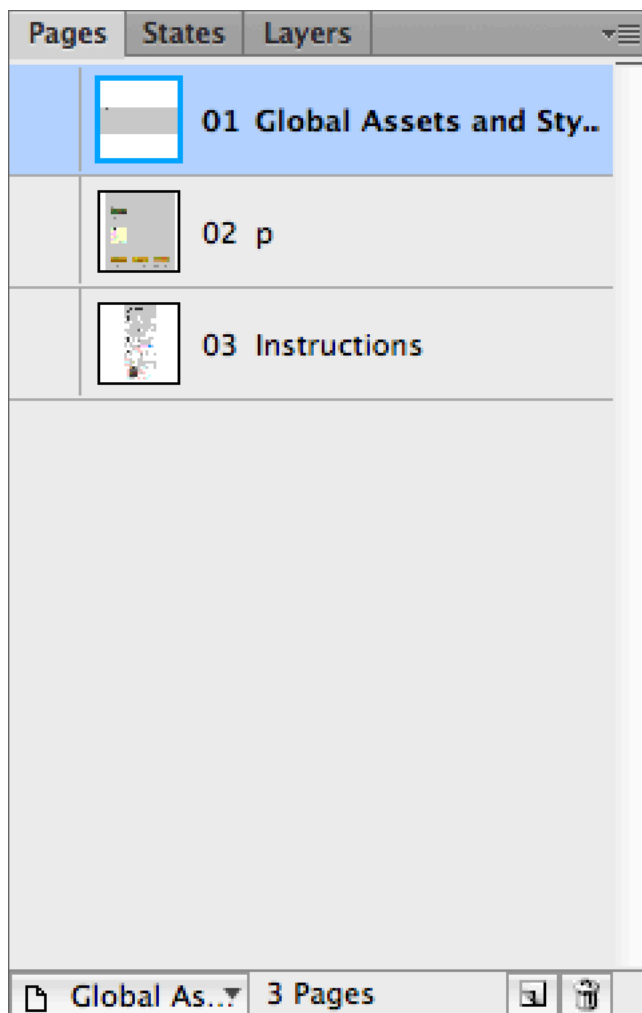 Pages States Layers
01 Global Assets and Sty..
02 p
03 Instructions
Global As.. 3 Pages